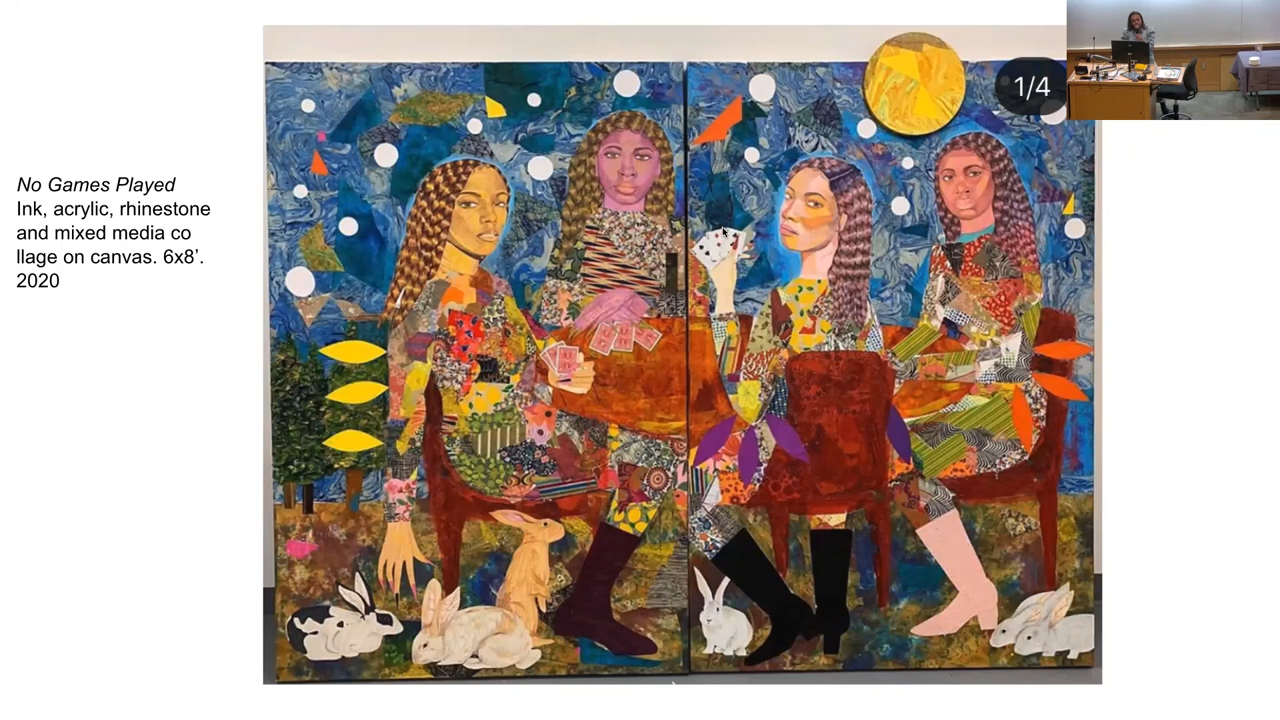 No Games Played
Ink, acrylic, rhinestone
and mixed media co
llage on canvas. 6x8’.
2020
1/4